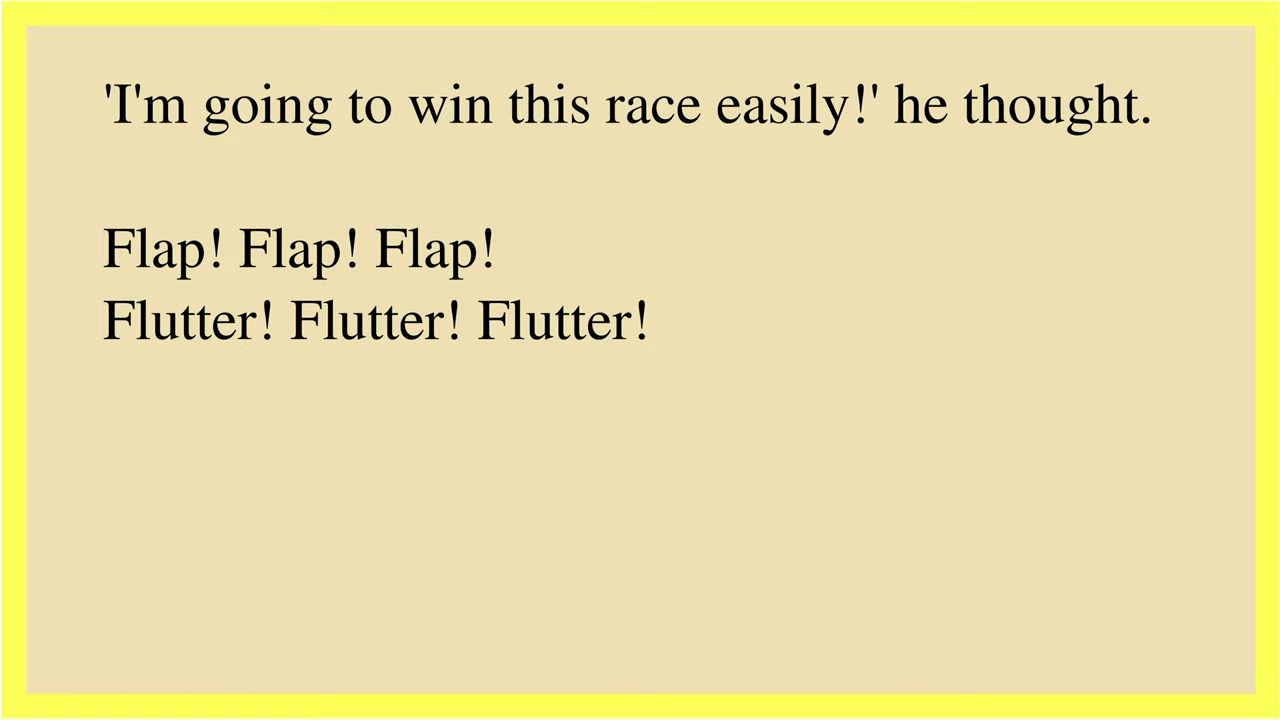 'I'm going to win this race easily!' he thought.
Flap! Flap! Flap!
Flutter! Flutter! Flutter!